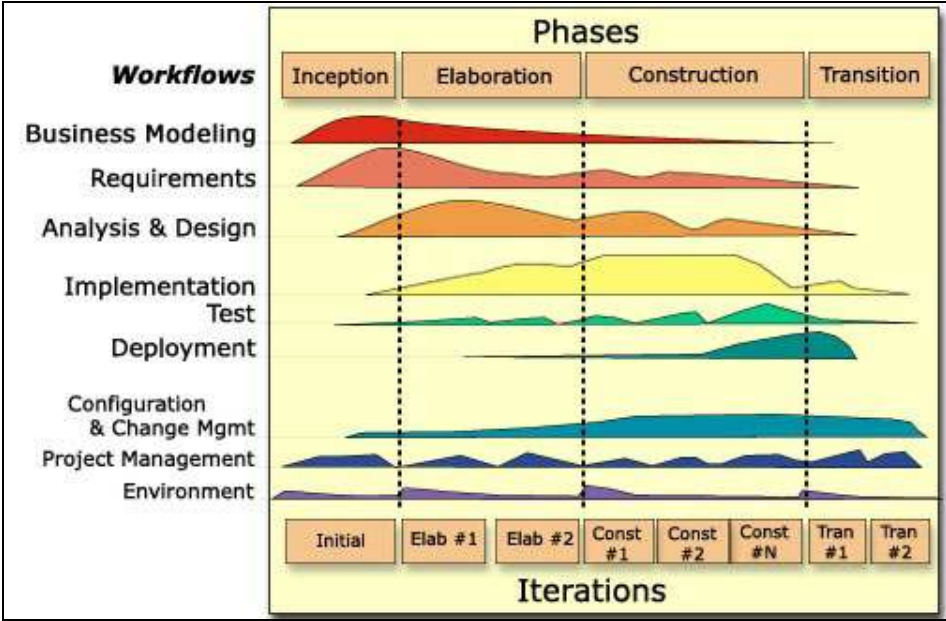 Phases
Workflows
Inception
Elaboration
Construction
Transition
Business Modeling
Requirements
Analysis & Design
Implementation
Test
Deployment
Configuration
& Change Mgmt
Project Management
Environment
Initial
Elab #1
Elab #2
Const
#1
Const
#2
Const
#N
Tran
#1
Tran
#2
Iterations